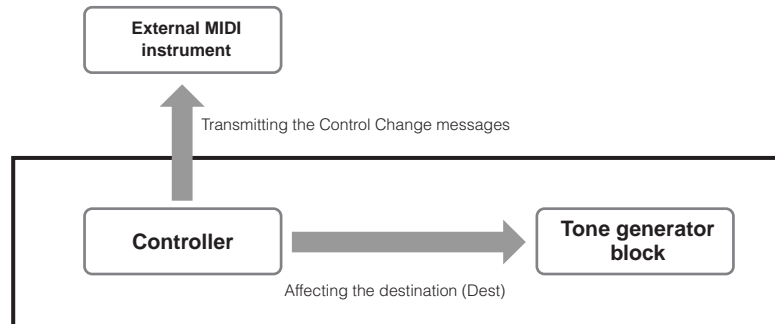 External MIDI
instrument
Transmitting the Control Change messages
Controller
Tone generator
block
Affecting the destination (Dest)